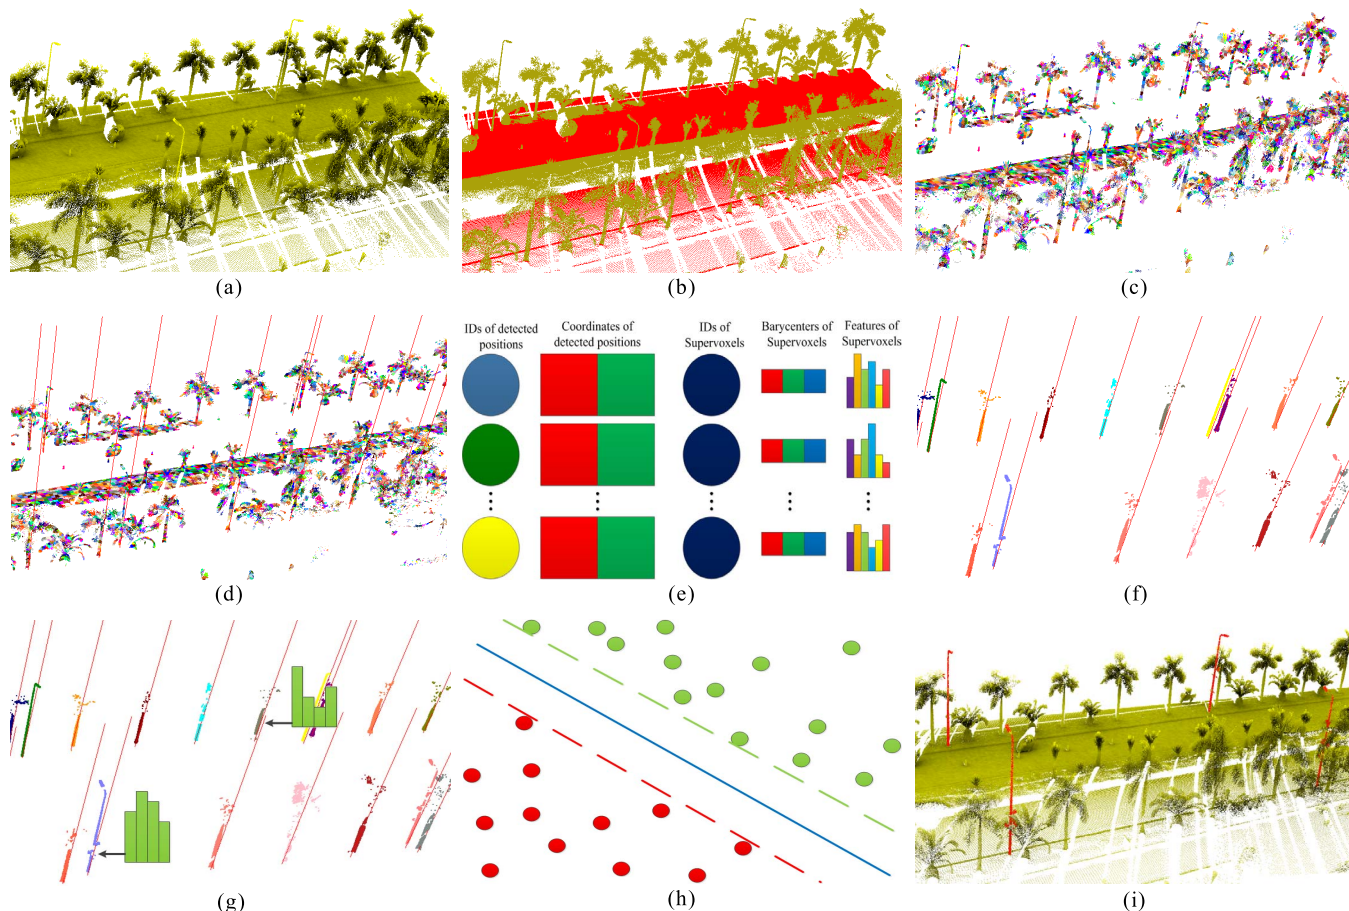 (a)
(b)
(c)
IDs of detected
positions
Coordinates of
detected positions
IDs of
Supervoxels
Barycenters of
Supervoxels
Features of
Supervoxels
(d)
(e)
(f)
(g)
(h)
(i)